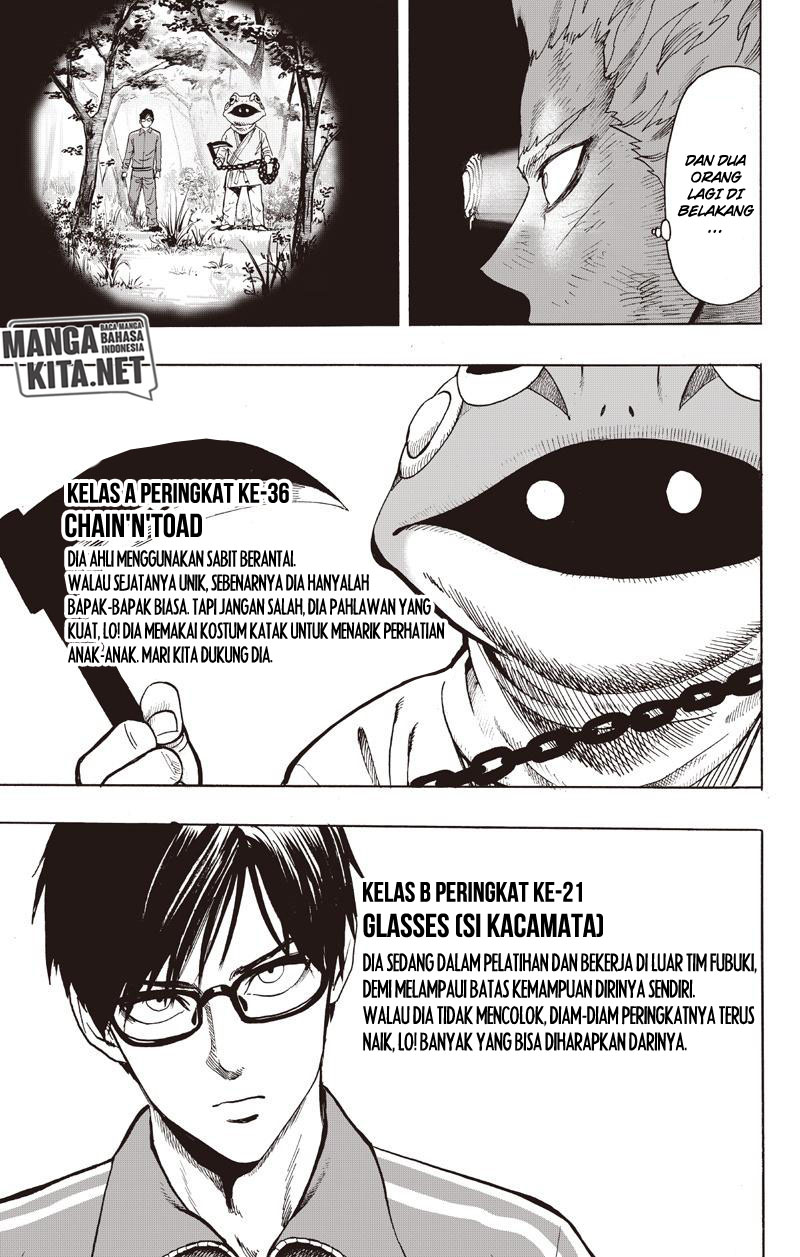 DAN DUA
ORANG
LAGI DI
BELAKANG
...
MANGA
KITA.NET
BACA MANGA
BAHASA
INDONESIA
KELAS A PERINGKAT KE-36
CHAIN'N'TOAD
DIA AHLI MENGGUNAKAN SABIT BERANTAI.
WALAU SEJATANYA UNIK, SEBENARNYA DIA HANYALAH
BAPAK-BAPAK BIASA. TAPI JANGAN SALAH, DIA PAHLAWAN YANG
KUAT, LO! DIA MEMAKAI KOSTUM KATAK UNTUK MENARIK PERHATIAN
ANAK-ANAK. MARI KITA DUKUNG DIA.
KELAS B PERINGKAT KE-21
GLASSES (SI KACAMATA)
DIA SEDANG DALAM PELATIHAN DAN BEKERJA DI LUAR TIM FUBUKI,
DEMI MELAMPAUI BATAS KEMAMPUAN DIRINYA SENDIRI.
WALAU DIA TIDAK MENCOLOK, DIAM-DIAM PERINGKATNYA TERUS
NAIK, LO! BANYAK YANG BISA DIHARAPKAN DARINYA.